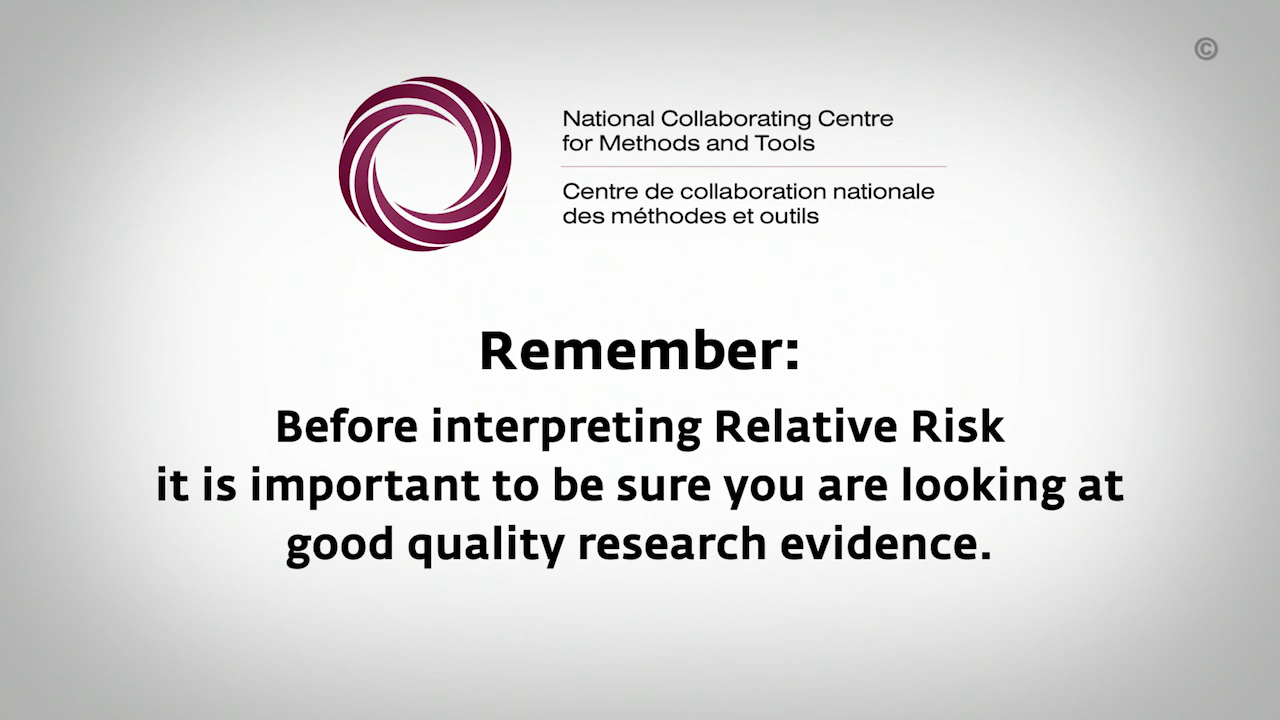 ©
National Collaborating Centre
for Methods and Tools
Centre de collaboration nationale
des méthodes et outils
Remember:
Before interpreting Relative Risk
it is important to be sure you are looking at
good quality research evidence.